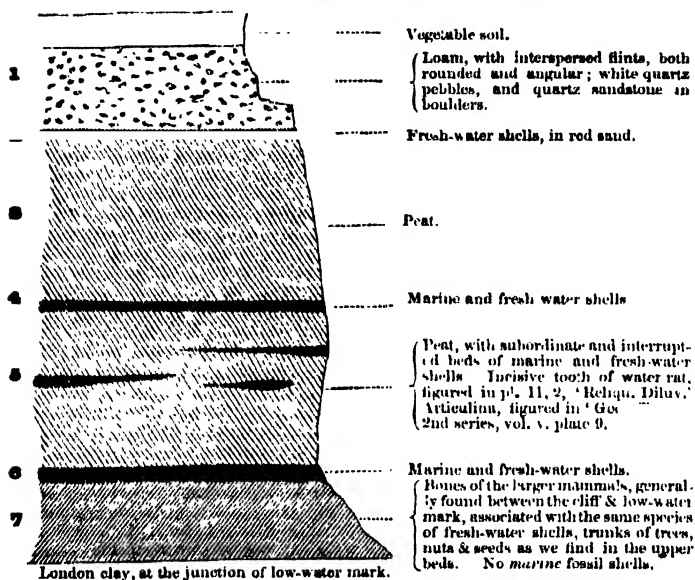 Vegetable soil.
1
Loam, with interspersed flints, both
rounded and angular; white quartz
pebbles, and quartz sandstone in
boulders.
Fresh-water shells, in red sand.
3
Peat.
4
Marine and fresh water shells
5
Peat, with subordinate and interrupt-
ed beds of marine and fresh-water
shells Incisive tooth of water rat,
figured in pl. 11, 2, 'Reliqu. Diluv.'
Articulina, figured in '
2nd series, vol. v. plate 9.
6
Marine and fresh-water shells.
7
Bones of the larger mammals, general-
ly found between the cliff & low-water
mark, associated with the same species
of fresh-water shells, trunks of trees,
nuts & seeds as we find in the upper
beds. No marine fossil shells.
London clay, at the junction of low-water mark.